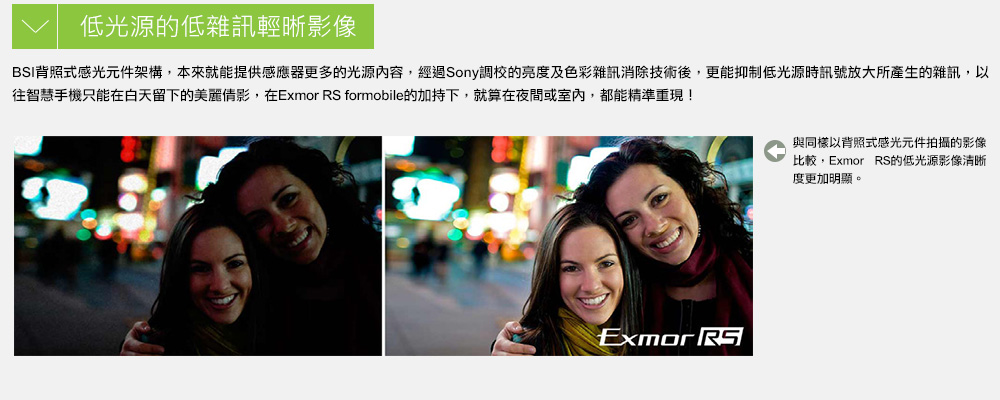 低光源的低雜訊輕晰影像
BSI背照式感光元件架構，本來就能提供感應器更多的光源內容，經過Sony調校的亮度及色彩雜訊消除技術後，更能抑制低光源時訊號放大所產生的雜訊，以
往智慧手機只能在白天留下的美麗倩影，在Exmor RS formobile的加持下，就算在夜間或室內，都能精準重現！
與同樣以背照式感光元件拍攝的影像
比較，Exmor RS的低光源影像清晰
度更加明顯。
Exmor RS